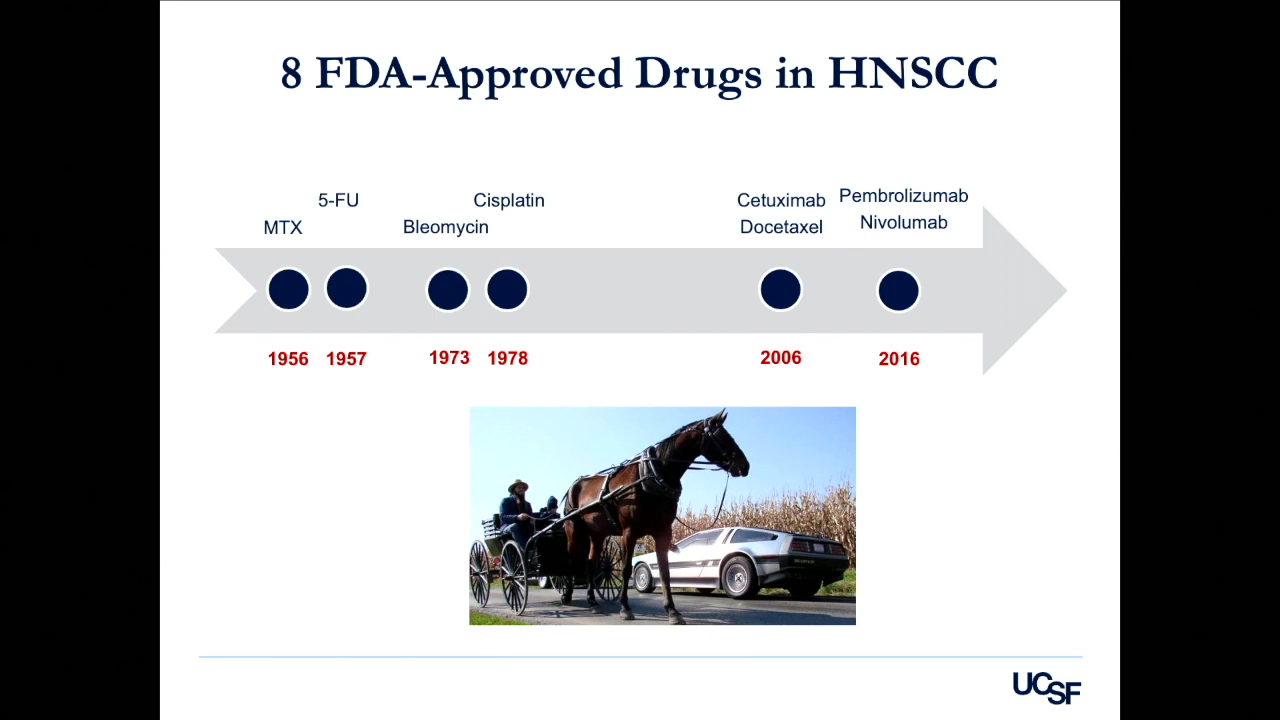 8 FDA-Approved Drugs in HNSCC
5-FU
Cisplatin
Cetuximab
Pembrolizumab
MTX
Bleomycin
Docetaxel
Nivolumab
1956
1957
1973
1978
2006
2016
UCSF